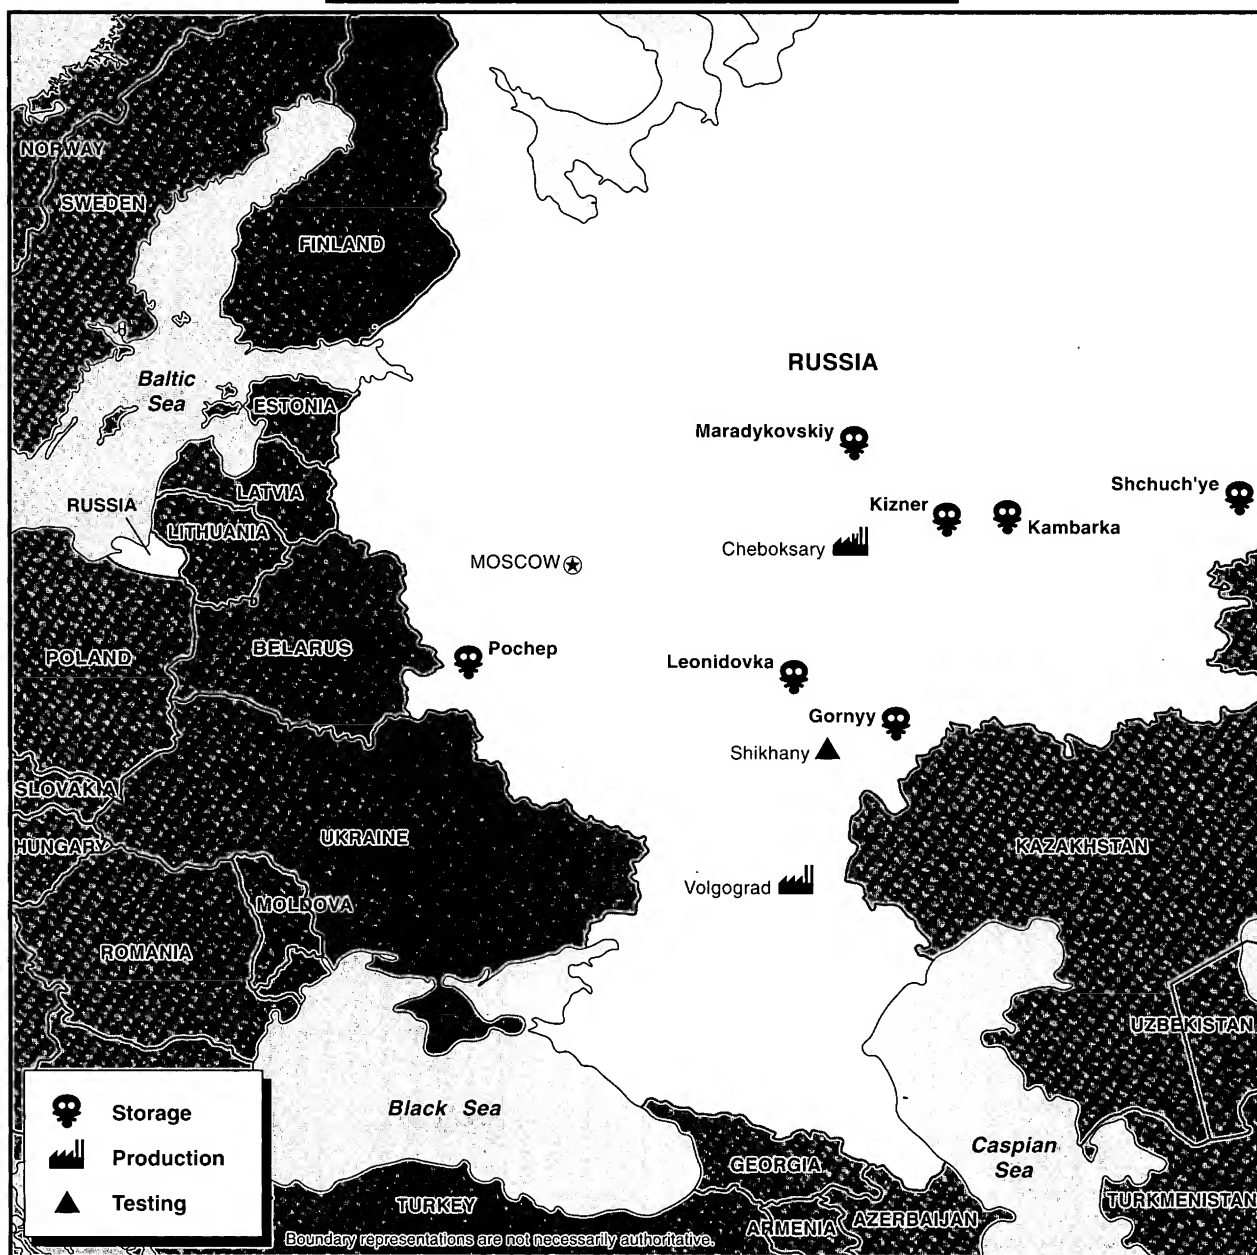 NORWAY
SWEDEN
FINLAND
RUSSIA
Baltic
Sea
ESTONIA
Maradykovskiy
Shchuch'ye
LATVIA
RUSSIA
Kizner
Kambarka
LITHUANIA
Cheboksary
MOSCOW
BELARUS
Pochep
POLAND
Leonidovka
Gornyy
Shikhany
SLOVAKIA
UKRAINE
HUNGARY
KAZAKHSTAN
Volgograd
MOLDOVA
ROMANIA
UZBEKISTAN
Black Sea
Storage
Production
Testing
Caspian
Sea
GEORGIA
TURKEY
ARMENIA
AZERBAIJAN
TURKMENISTAN
Boundary representations are not necessarily authoritative.